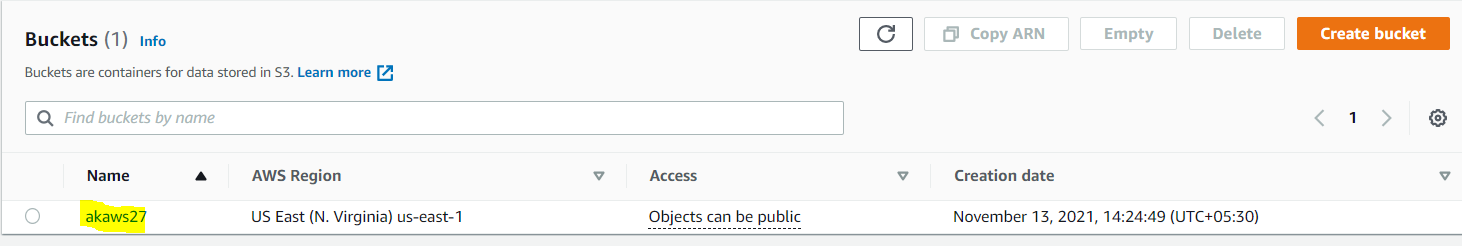 Buckets (1) Info
Copy ARN
Empty
Delete
Create bucket
Buckets are containers for data stored in S3. Learn more
Find buckets by name
1
Name AWS Region Access Creation date
akaws27 US East (N. Virginia) us-east-1 Objects can be public November 13, 2021, 14:24:49 (UTC+05:30)